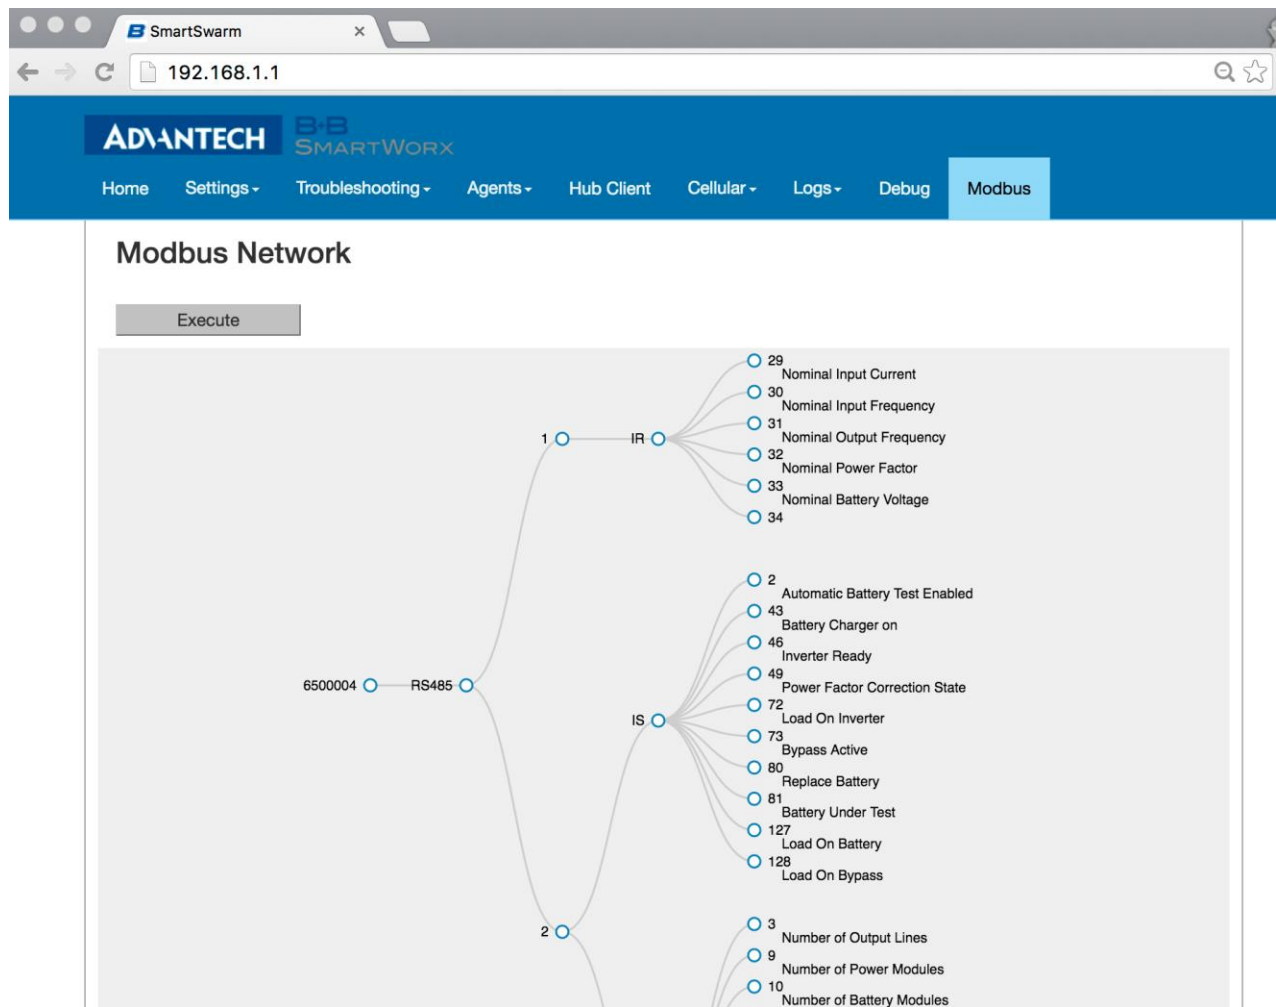 B SmartSwarm ×
192.168.1.1
ADVANTECH
B+B
SMARTWORX
Home Settings Troubleshooting Agents Hub Client Cellular Logs Debug Modbus
Modbus Network
Execute
29
Nominal Input Current
30
Nominal Input Frequency
31
Nominal Output Frequency
1
IR
32
Nominal Power Factor
33
Nominal Battery Voltage
34
2
Automatic Battery Test Enabled
43
Battery Charger on
46
Inverter Ready
49
Power Factor Correction State
6500004
RS485
72
Load On Inverter
IS
73
Bypass Active
80
Replace Battery
81
Battery Under Test
127
Load On Battery
128
Load On Bypass
2
3
Number of Output Lines
9
Number of Power Modules
10
Number of Battery Modules